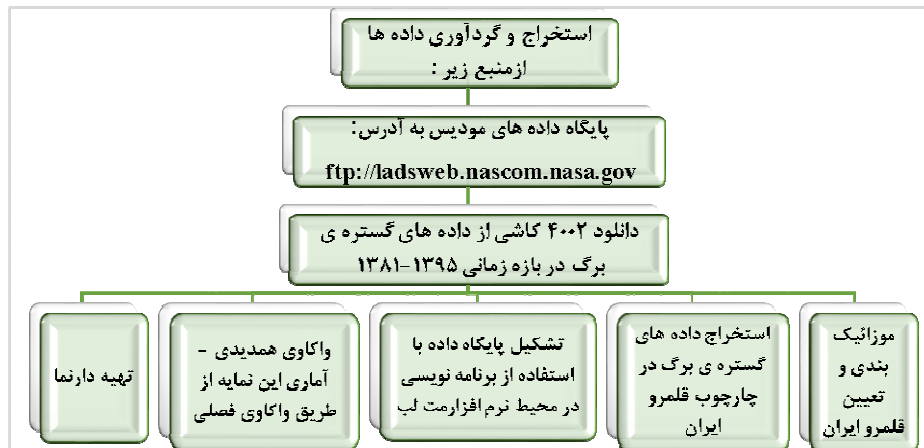 استخراج و گردآوری داده ها
ازمنبع زیر :
پایگاه داده های مودیس به آدرس:
ftp://ladsweb.nascom.nasa.gov
دانلود ۴۰۰۲ کاشی از داده های گستره ی
برگ در بازه زمانی ۱۳۹۵-۱۳۸۱
موزائیک
بندی و
تعیین
قلمرو ایران
استخراج داده های
گستره ی برگ در
چارچوب قلمرو
ایران
تشکیل پایگاه داده با
استفاده از برنامه نویسی
در محیط نرم افزارمت لب
واکاوی همدیدی -
آماری این نمایه از
طریق واکاوی فصلی
تهیه دارنما